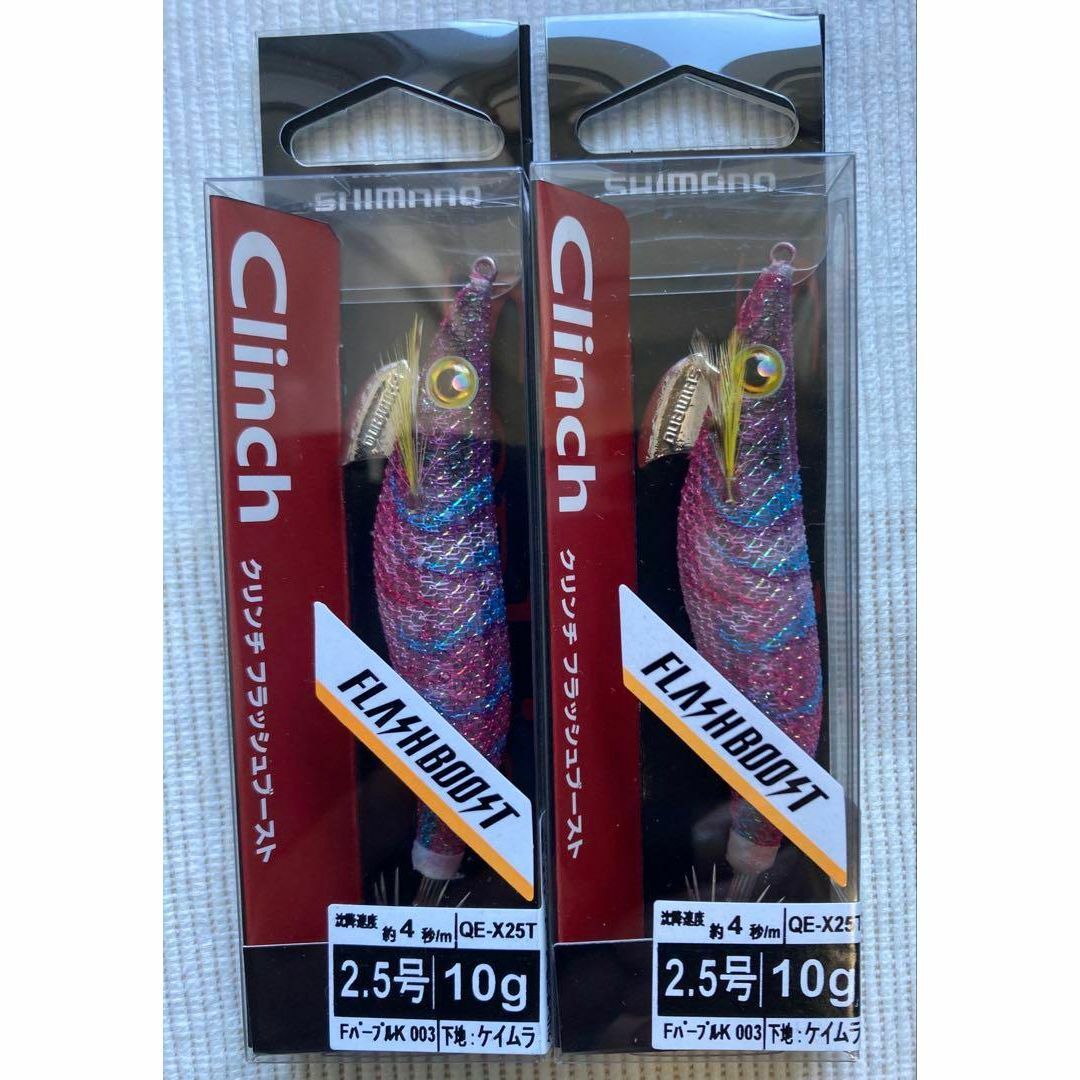 SHIMANO
Clinch
クリンチ フラッシュブースト
SHIMANO
FLASHBOOST
沈降速度 約4秒/m QE-X25T
2.5号 10g
Fパープル K 003 下地:ケイムラ
SHIMANO
Clinch
クリンチ フラッシュブースト
SHIMANO
FLASHBOOST
沈降速度 約4秒/m QE-X25T
2.5号 10g
Fパープル K 003 下地:ケイムラ